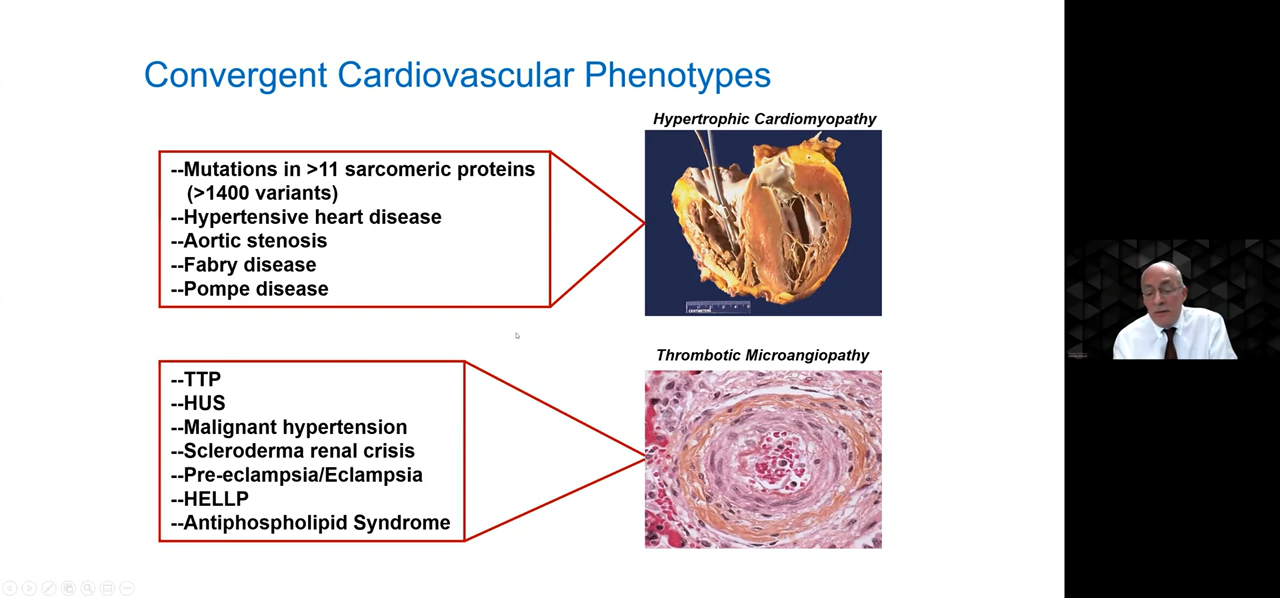 Convergent Cardiovascular Phenotypes
Hypertrophic Cardiomyopathy
--Mutations in >11 sarcomeric proteins
(>1400 variants)
--Hypertensive heart disease
--Aortic stenosis
--Fabry disease
--Pompe disease
CENTIMETERS
Thrombotic Microangiopathy
--TTP
--HUS
--Malignant hypertension
--Scleroderma renal crisis
--Pre-eclampsia/Eclampsia
--HELLP
--Antiphospholipid Syndrome